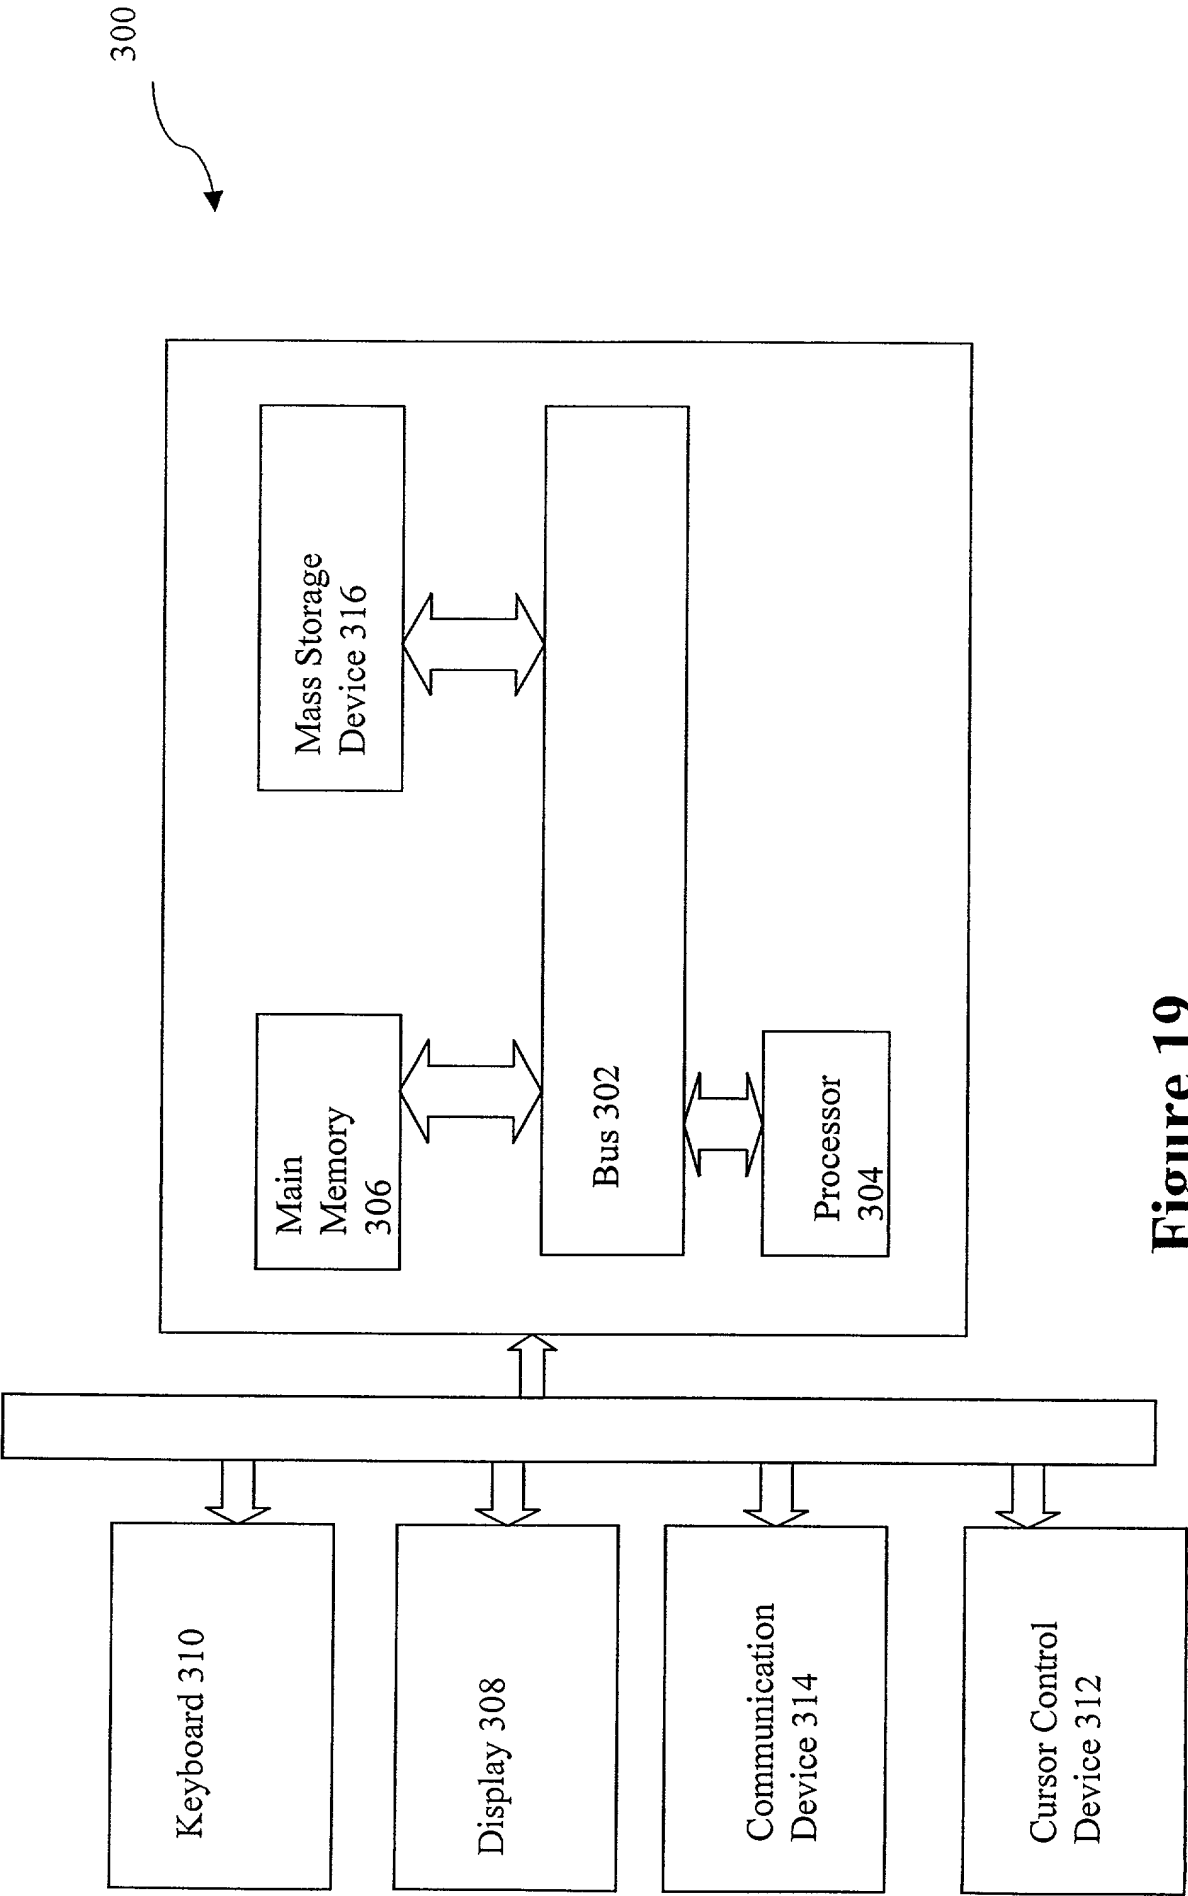 300
Mass Storage
Device 316
Main
Memory
306
Bus 302
Processor
304
Keyboard 310
Display 308
Communication
Device 314
Cursor Control
Device 312
Figure 19